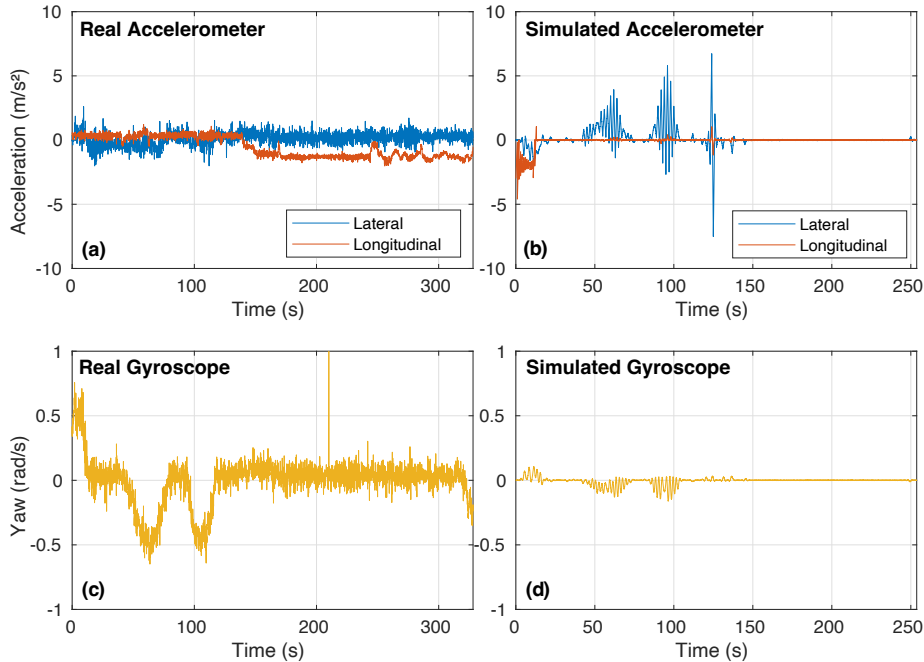 Real Accelerometer
10
5
0
-5
-10
Acceleration (m/s²)
Lateral
Longitudinal
(a)
0
100
200
300
Time (s)
Simulated Accelerometer
10
5
0
-5
-10
Lateral
Longitudinal
(b)
0
50
100
150
200
250
Time (s)
Real Gyroscope
1
0.5
0
-0.5
-1
Yaw (rad/s)
(c)
0
100
200
300
Time (s)
Simulated Gyroscope
1
0.5
0
-0.5
-1
(d)
0
50
100
150
200
250
Time (s)